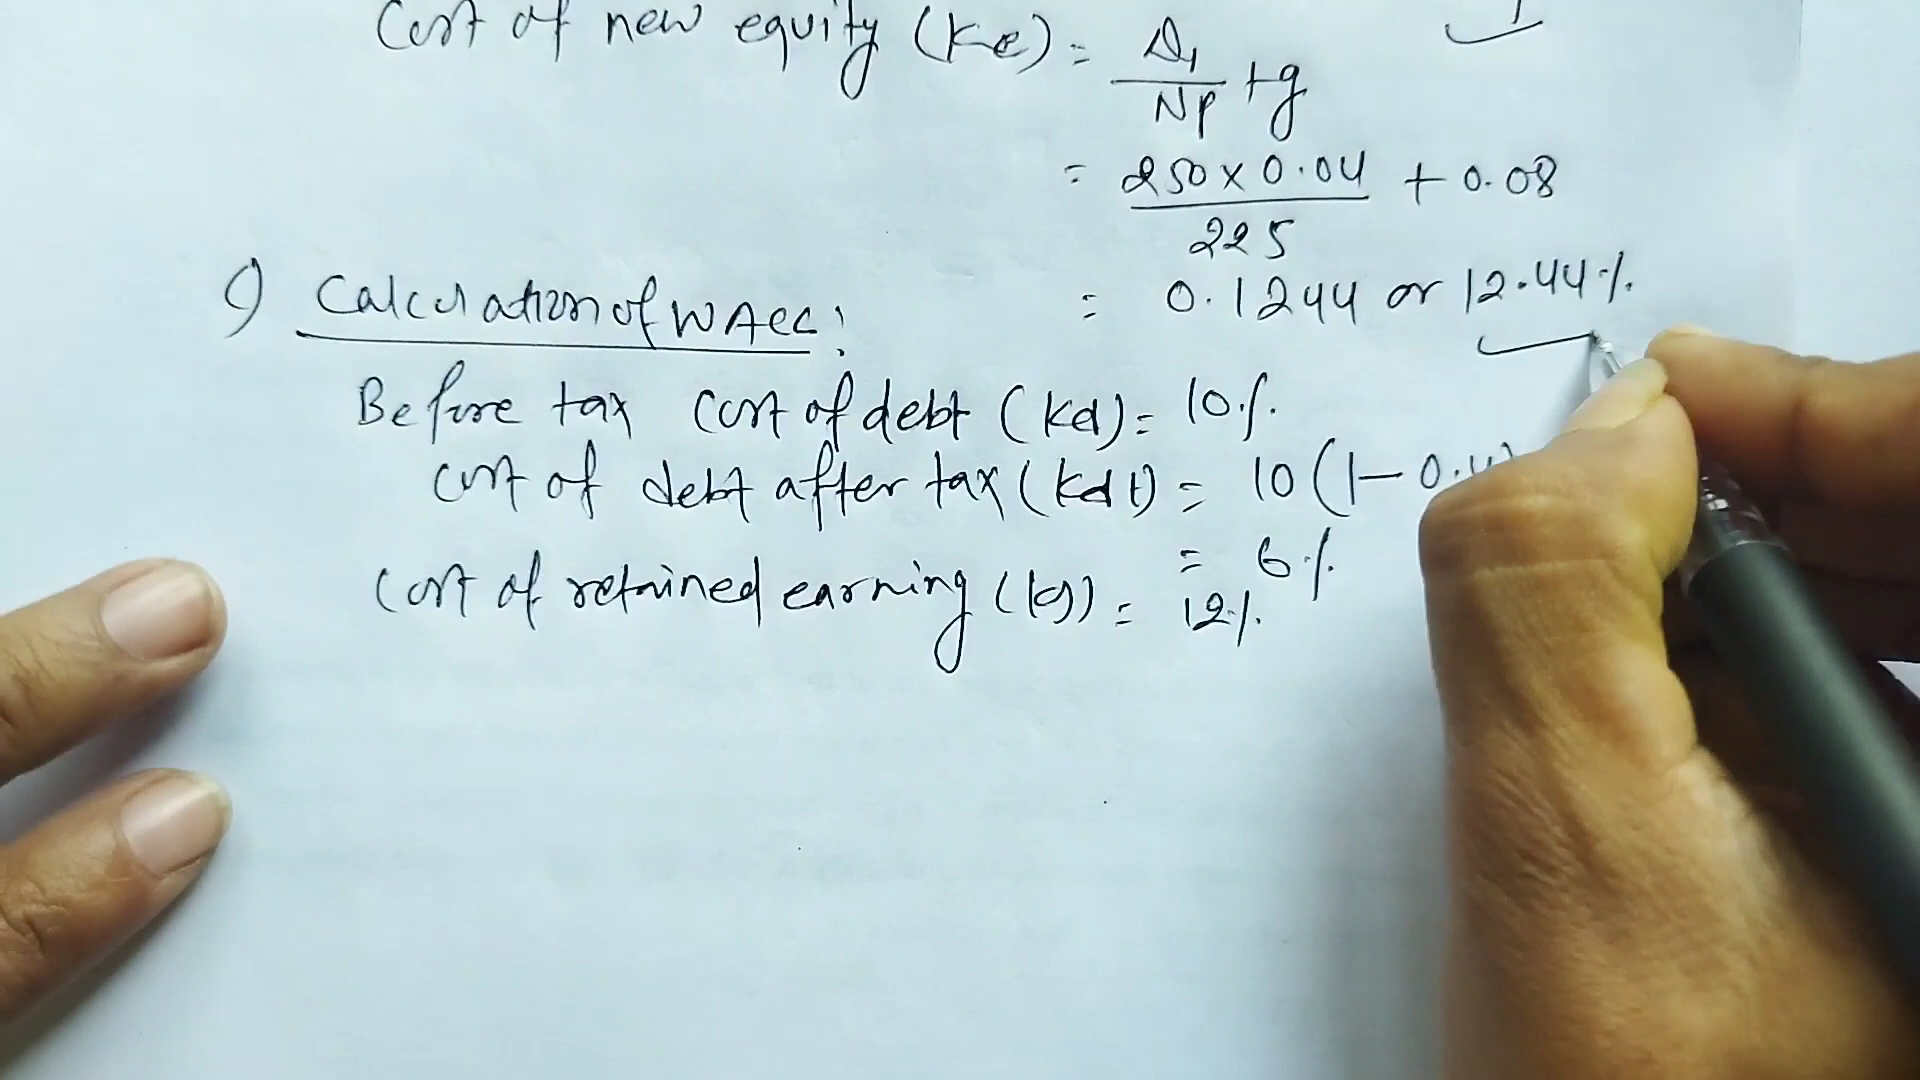 Cost of new equity (Ke) = D1 / NP + g
= 250 x 0.04 / 225 + 0.08
= 0.1244 or 12.44%
c) Calculation of WACC:
Before tax cost of debt (Kd) = 10%
cost of debt after tax (Kdt) = 10 (1 - 0.4)
= 6%
Cost of retained earning (ks) = 12%